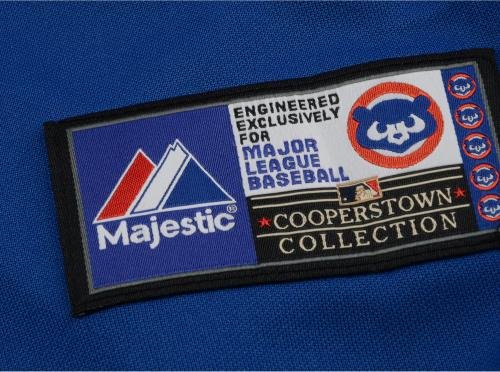 ENGINEERED
EXCLUSIVELY
FOR
MAJOR
LEAGUE
BASEBALL
Majestic®
COOPERSTOWN
COLLECTION